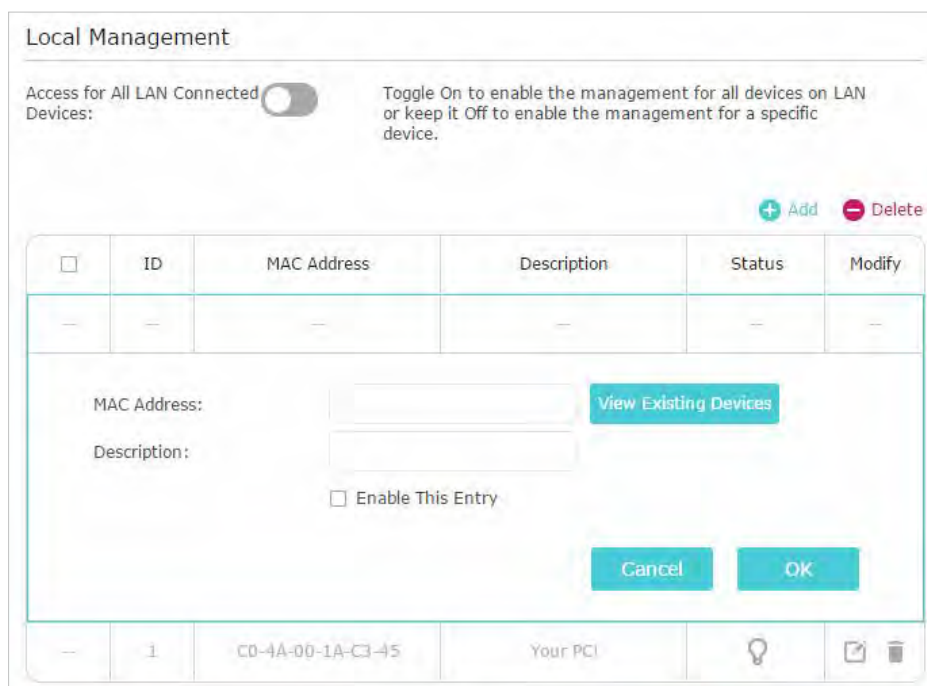 Local Management
Access for All LAN Connected
Devices:
Toggle On to enable the management for all devices on LAN
or keep it Off to enable the management for a specific
device.
Add Delete
ID MAC Address Description Status Modify
-- -- -- -- -- --
MAC Address: View Existing Devices
Description:
Enable This Entry
Cancel OK
-- 1 C0-4A-00-1A-C3-45 Your PC!